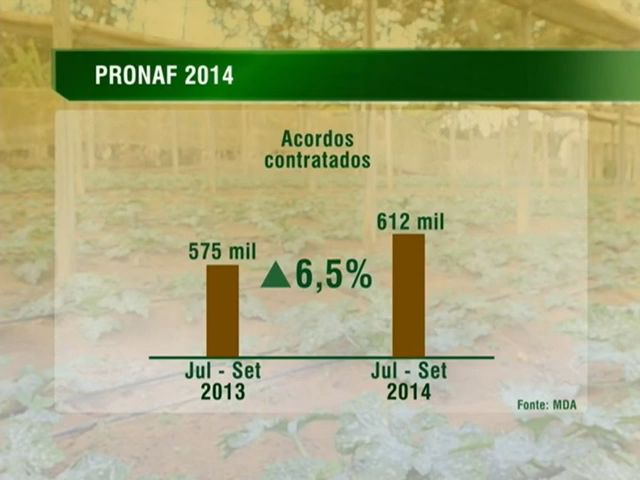 PRONAF 2014
Acordos
contratados
575 mil
612 mil
▲6,5%
Jul - Set
2013
Jul - Set
2014
Fonte: MDA